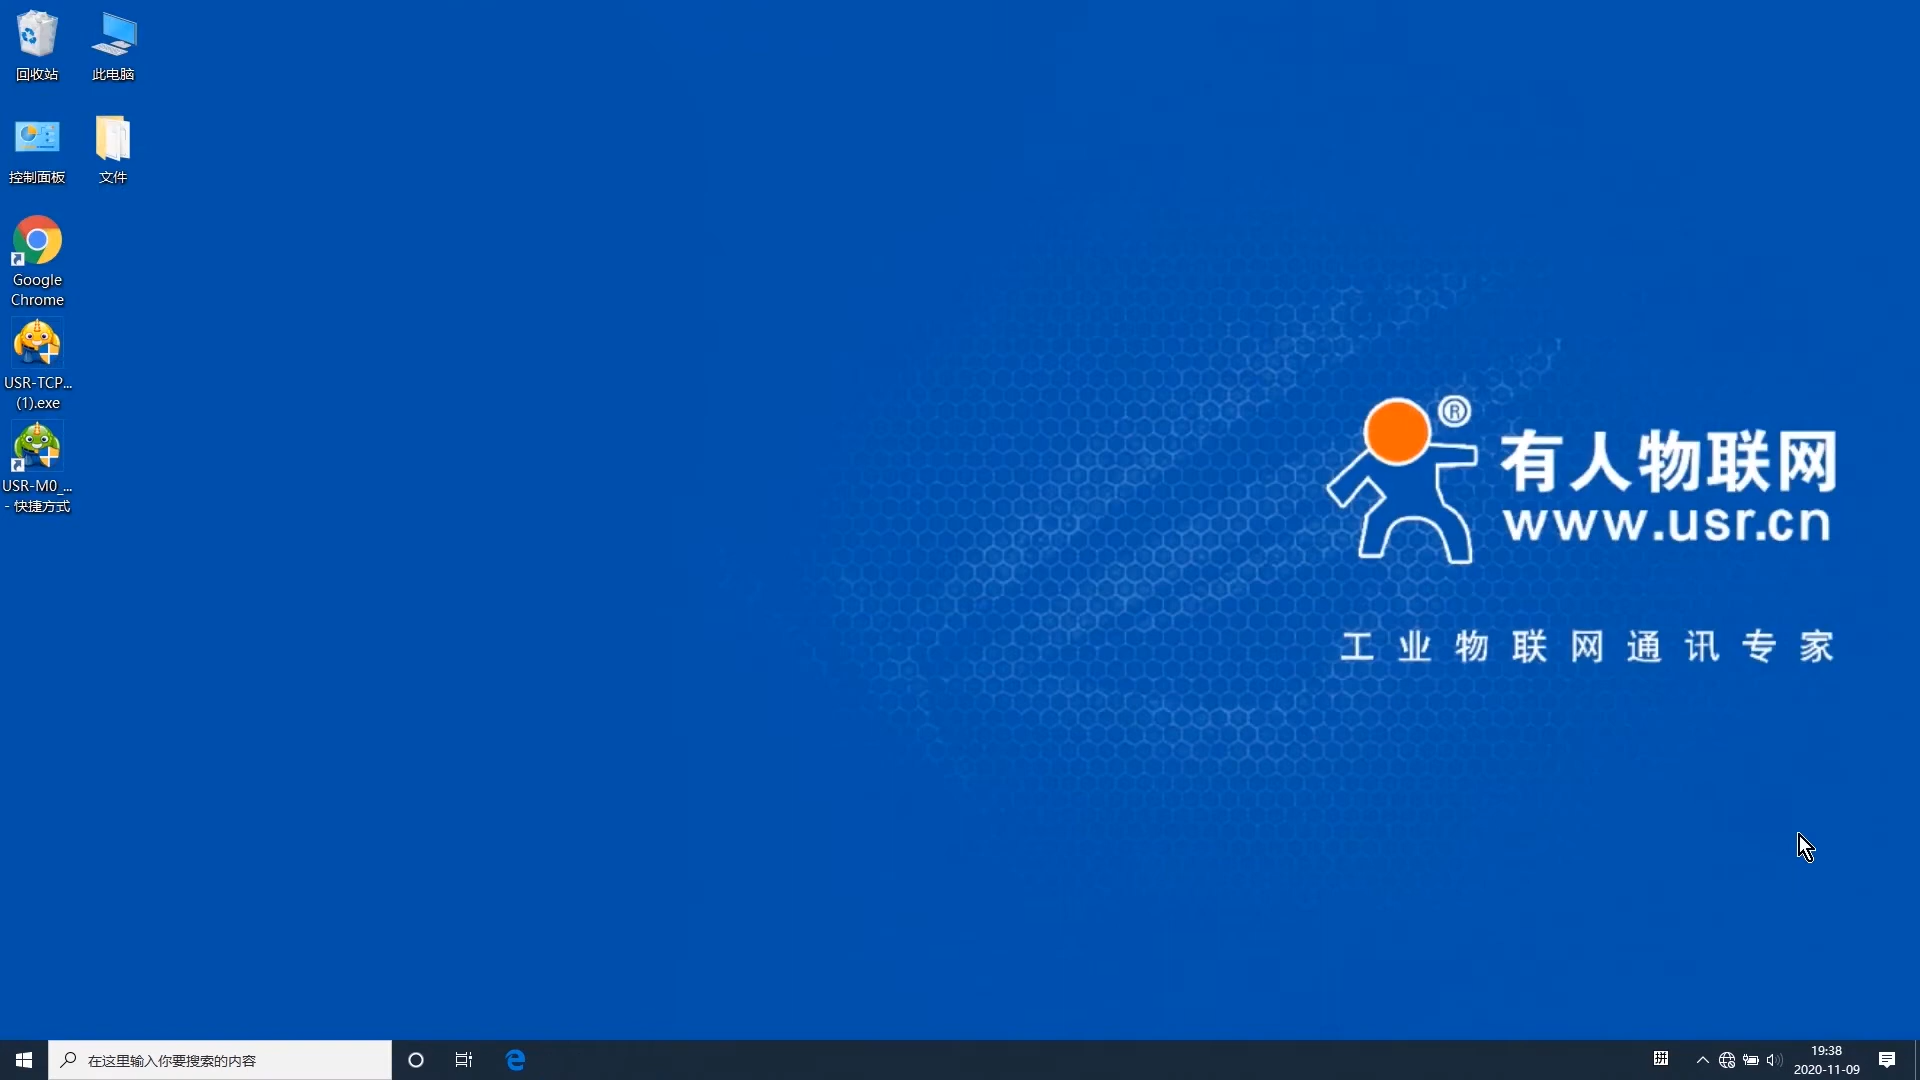 回收站
此电脑
控制面板
文件
Google
Chrome
USR-TCP...
(1).exe
USR-M0_...
- 快捷方式
®
有人物联网
www.usr.cn
工业物联网通讯专家
在这里输入你要搜索的内容
拼
19:38
2020-11-09